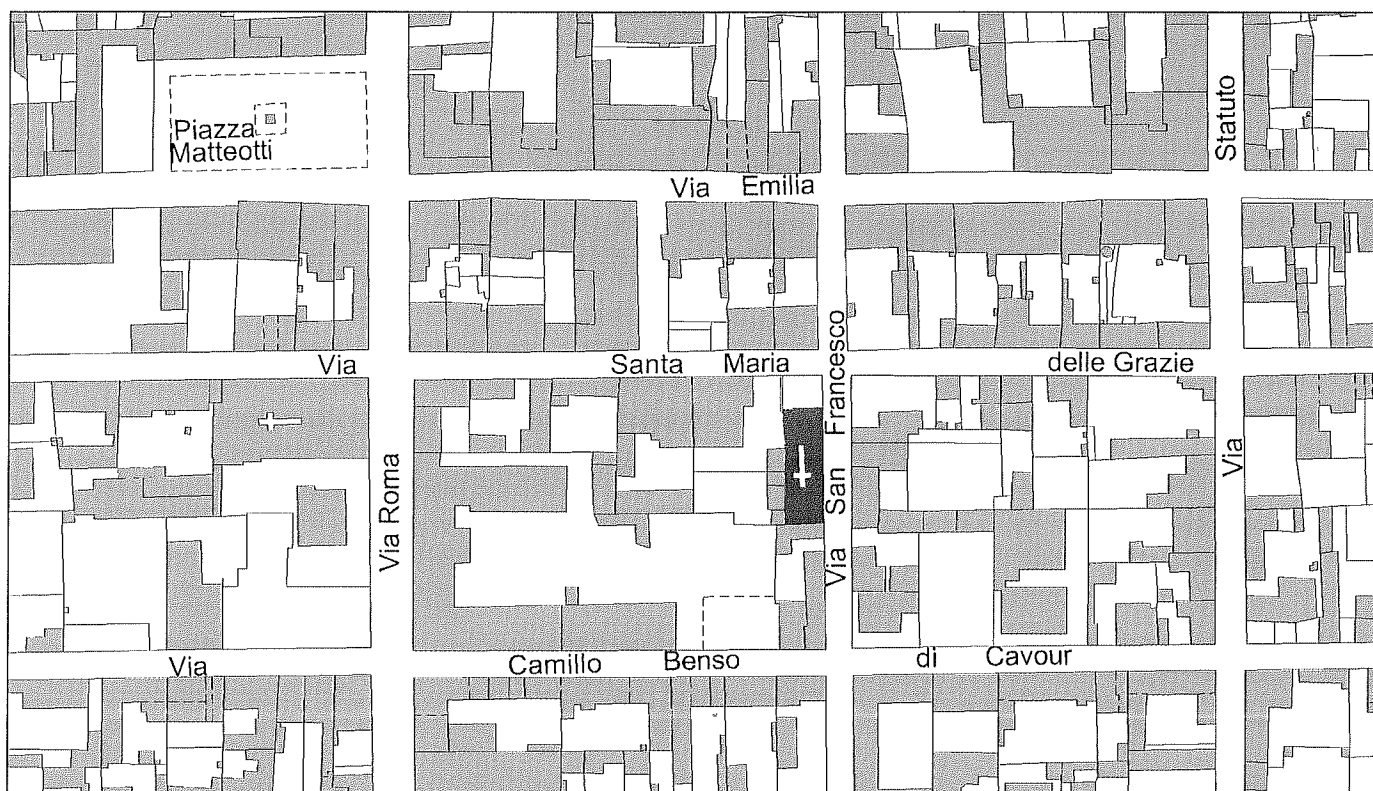 Piazza
Matteotti
Via Emilia
Statuto
Via Santa Maria delle Grazie
Via Roma
Via San Francesco
Via
Via Camillo Benso di Cavour